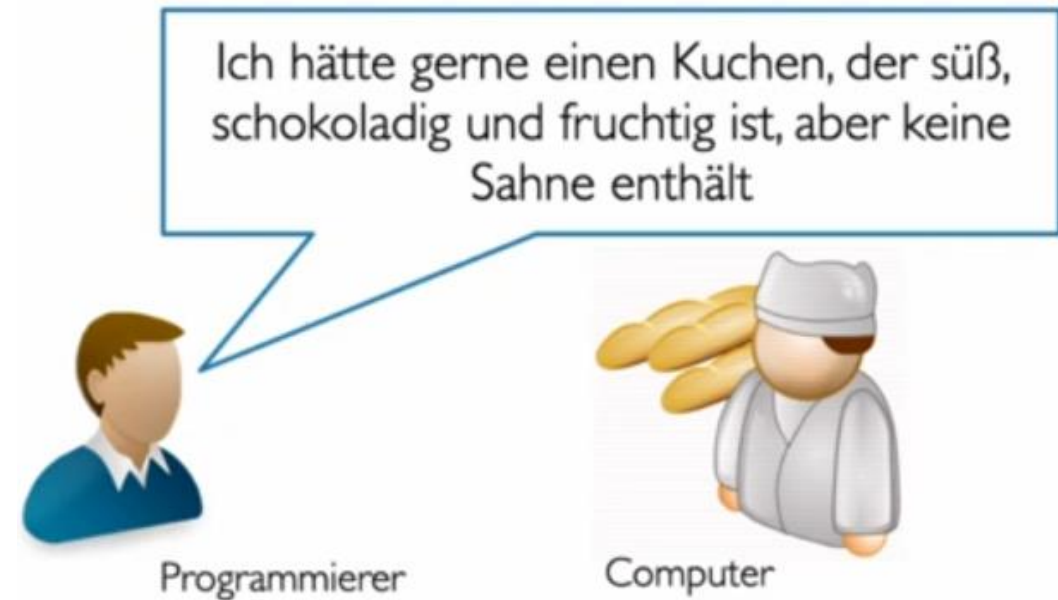 Ich hätte gerne einen Kuchen, der süß,
schokoladig und fruchtig ist, aber keine
Sahne enthält
Programmierer
Computer